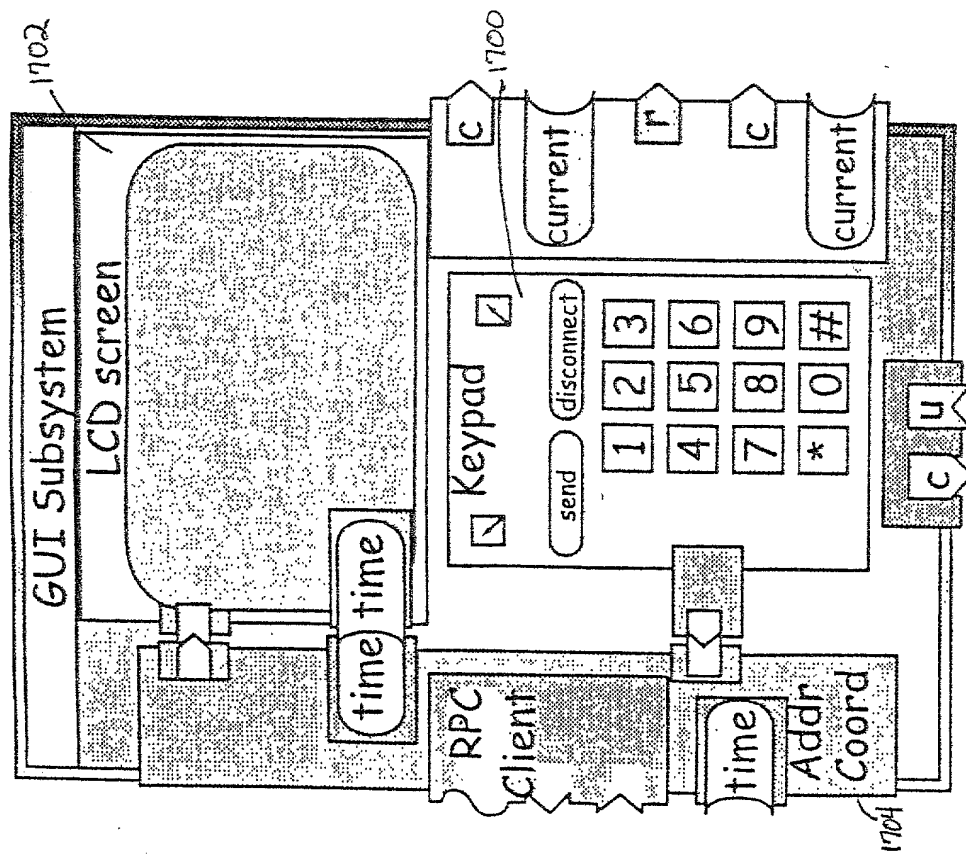 1702
GUI Subsystem
LCD screen
1700
time time
c
current
r
c
current
Keypad
send disconnect
1 2 3
4 5 6
7 8 9
* 0 #
RPC
Client
time
Addr
Coord
1704
c u